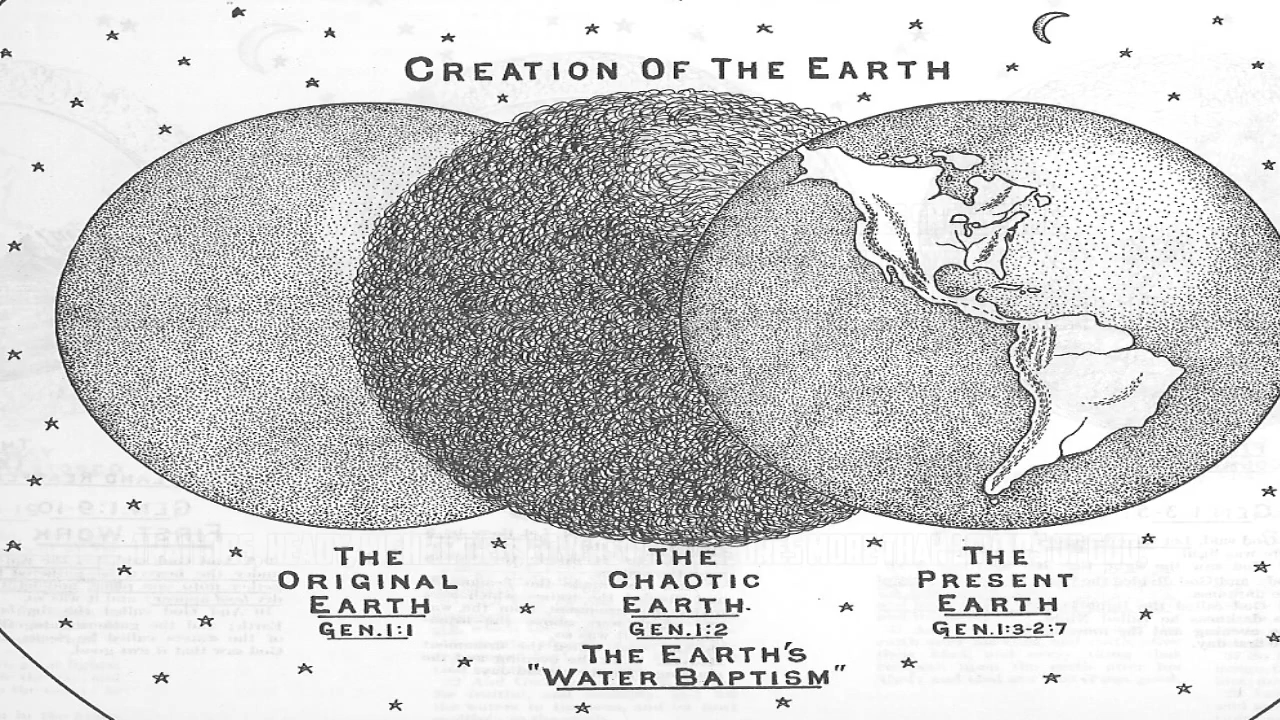 CREATION OF THE EARTH
THE ORIGINAL EARTH
GEN.1:1
THE CHAOTIC EARTH.
GEN.1:2
THE EARTH'S
"WATER BAPTISM"
THE PRESENT EARTH
GEN.1:3-2:7